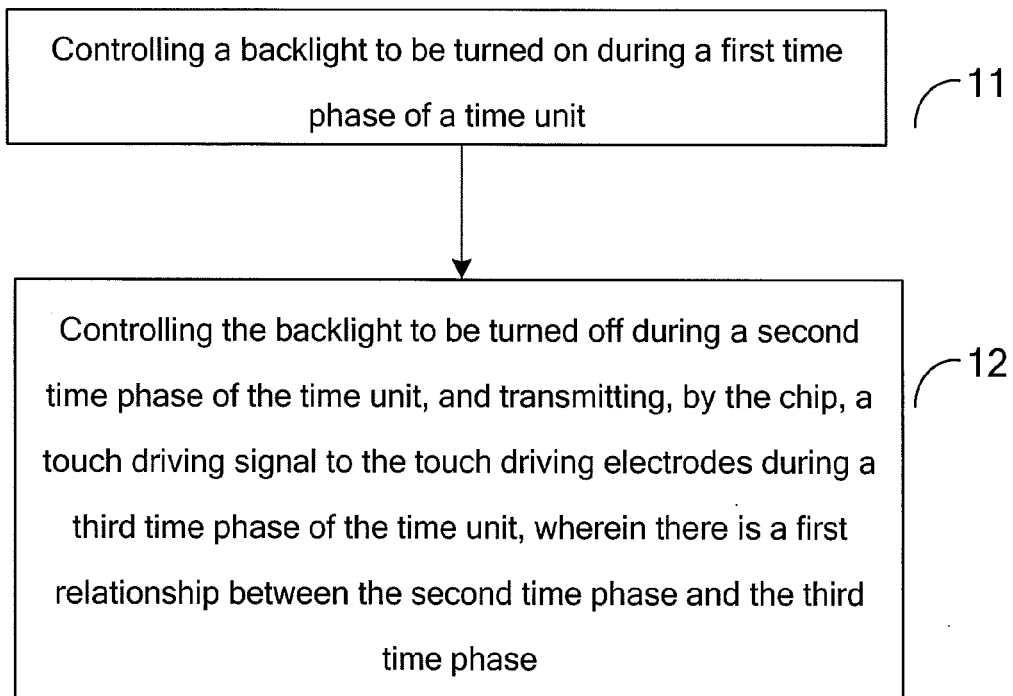 Controlling a backlight to be turned on during a first time
phase of a time unit
11
Controlling the backlight to be turned off during a second
time phase of the time unit, and transmitting, by the chip, a
touch driving signal to the touch driving electrodes during a
third time phase of the time unit, wherein there is a first
relationship between the second time phase and the third
time phase
12